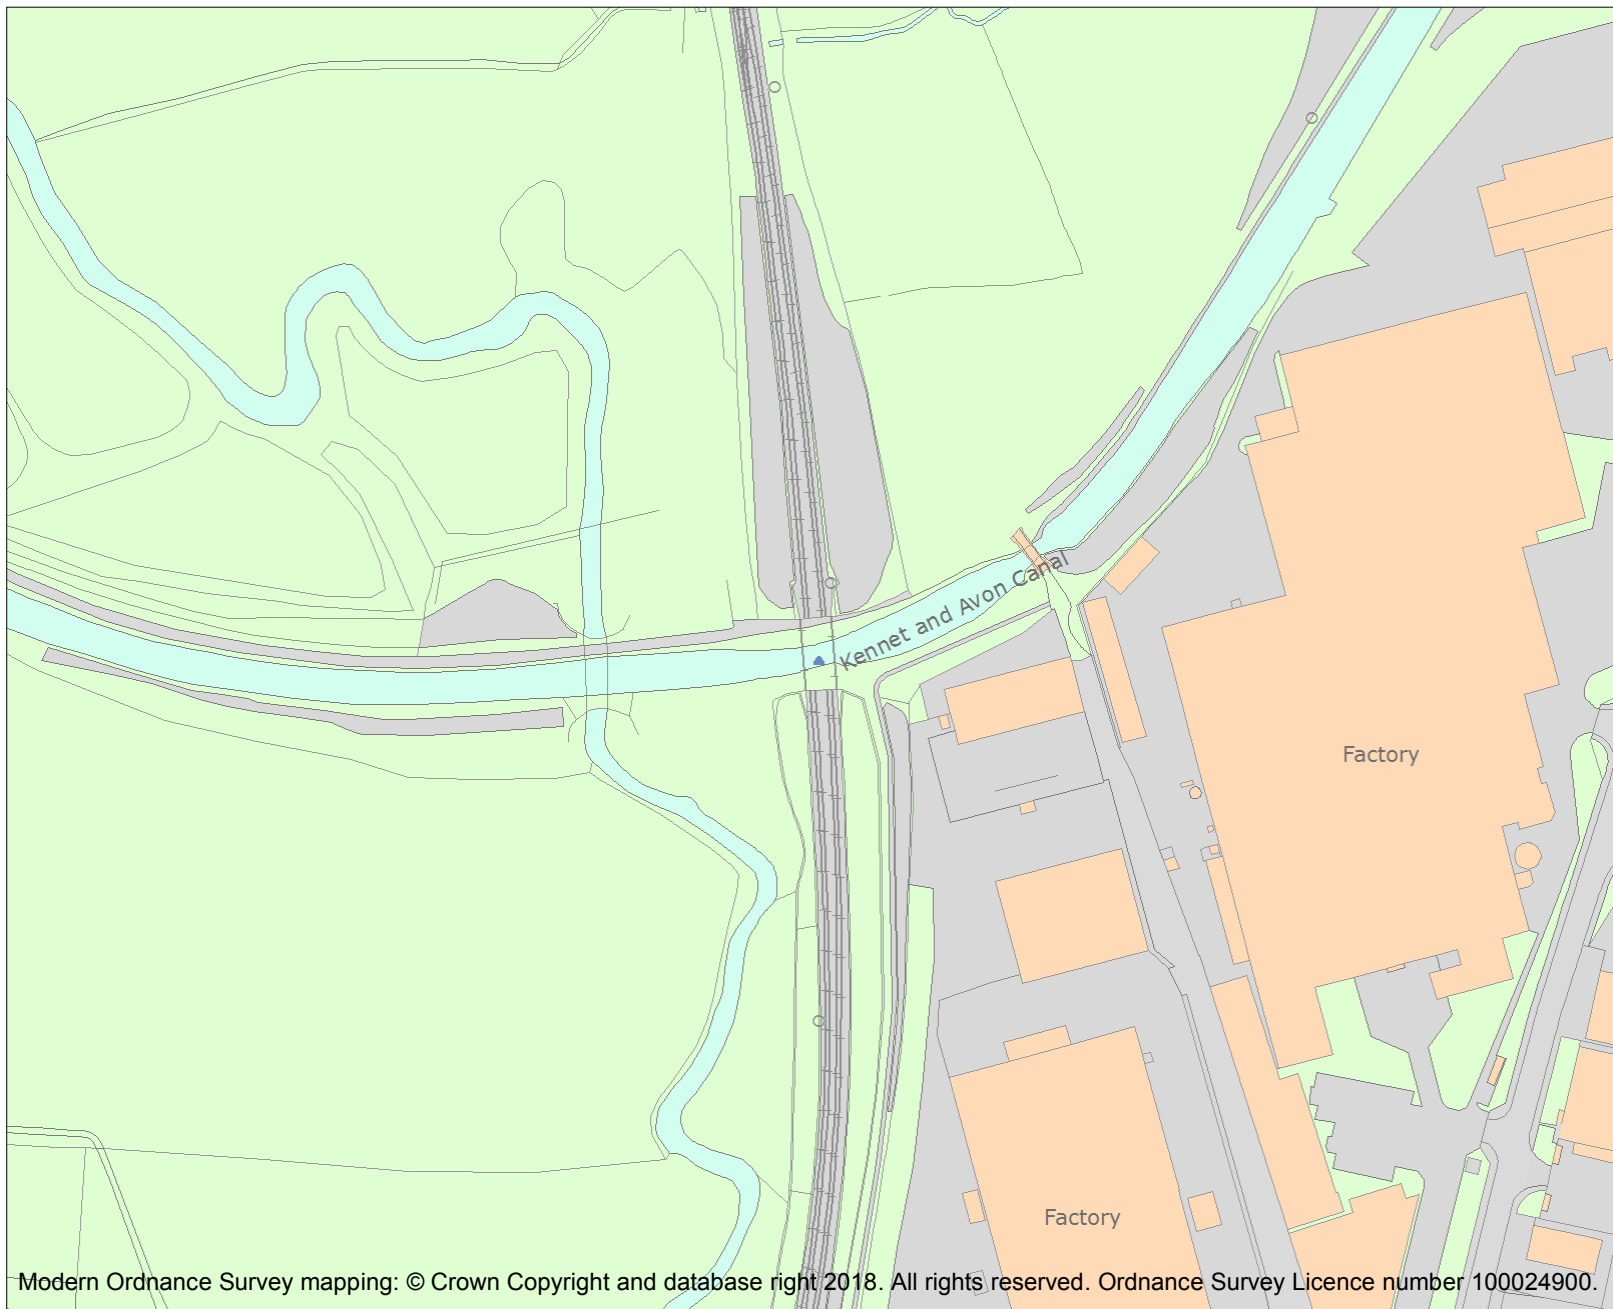 Kennet and Avon Canal
Factory
Factory
Modern Ordnance Survey mapping: © Crown Copyright and database right 2018. All rights reserved. Ordnance Survey Licence number 100024900.